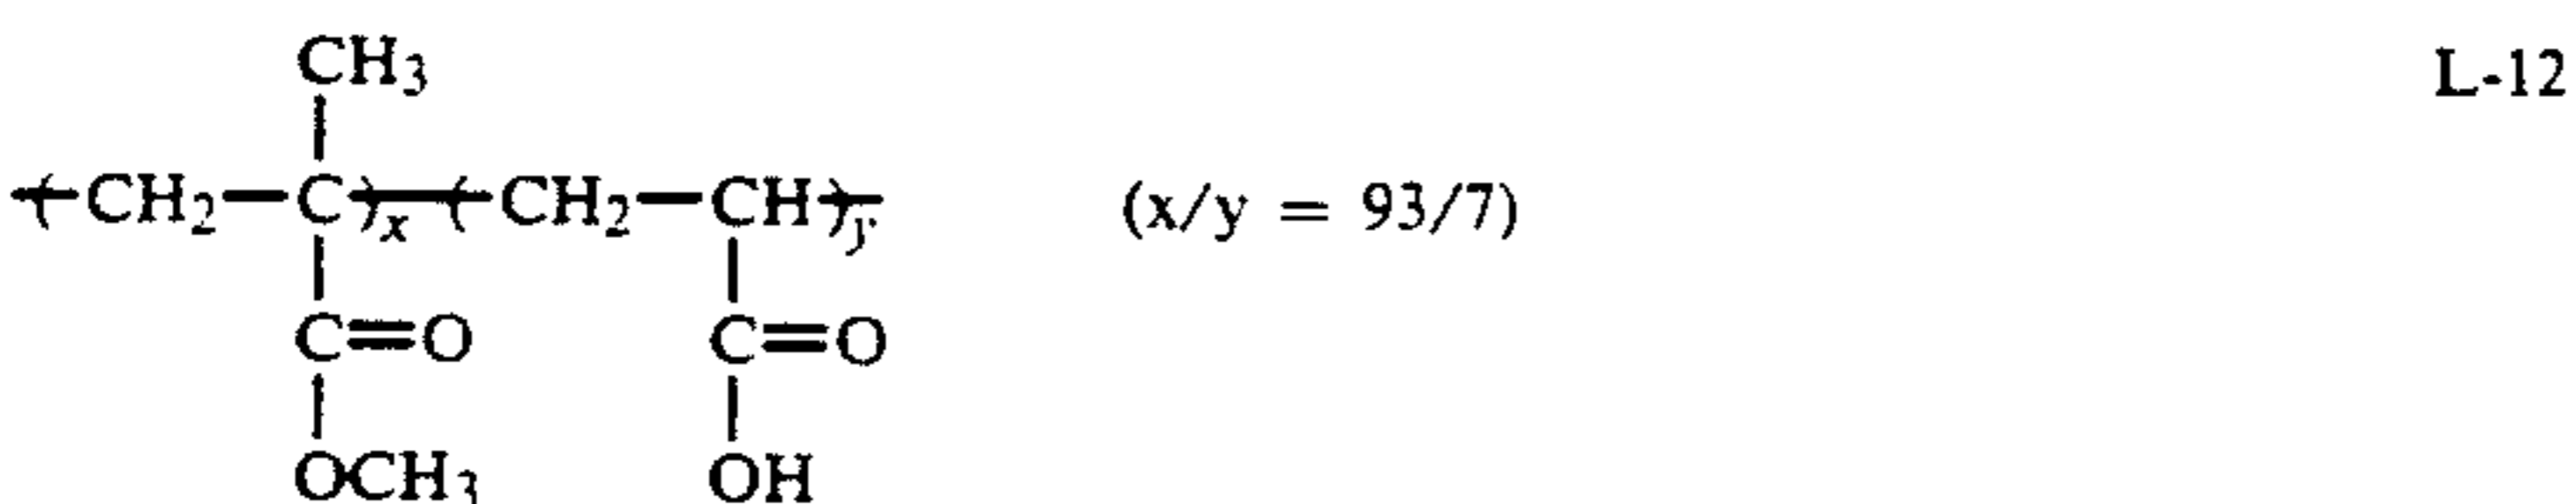 CH3 L-12
(CH2—C)x—(CH2—CH)y (x/y = 93/7)
C=O C=O
OCH3 OH